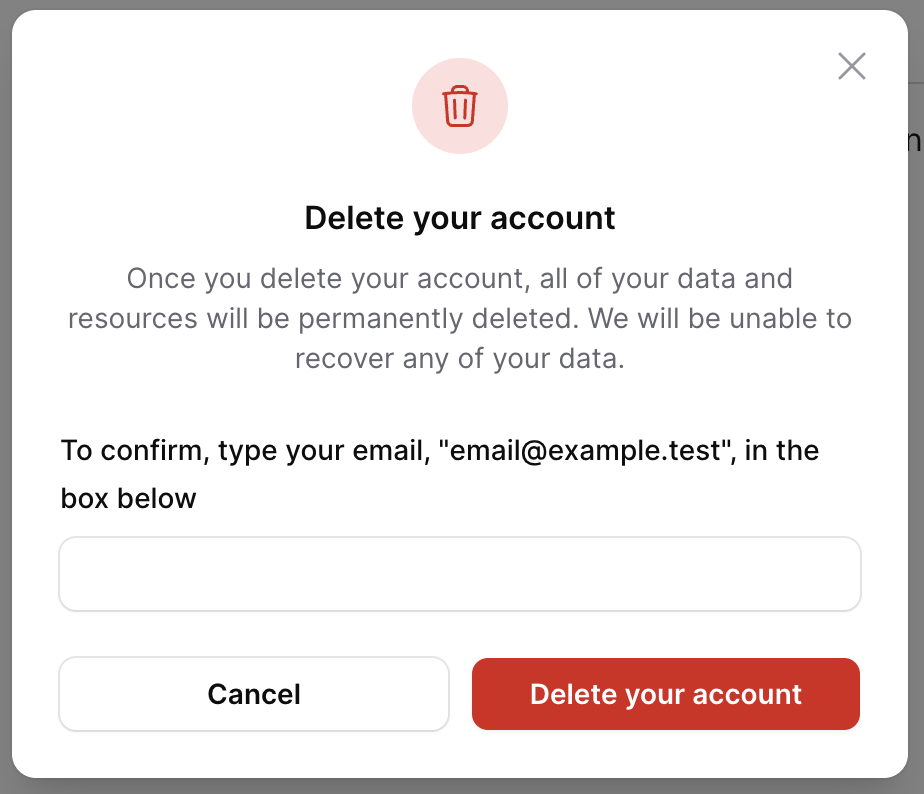 Delete your account
Once you delete your account, all of your data and
resources will be permanently deleted. We will be unable to
recover any of your data.
To confirm, type your email, "email@example.test", in the
box below
Cancel
Delete your account